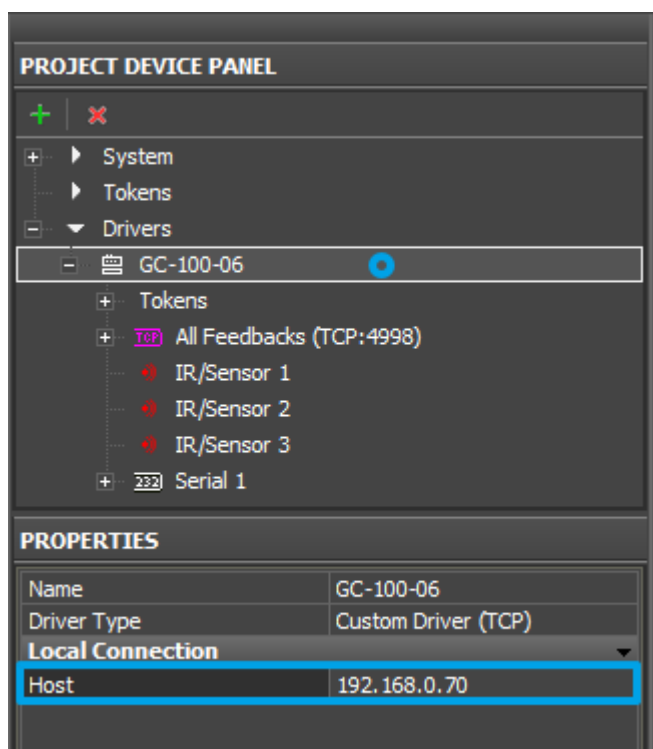 PROJECT DEVICE PANEL
System
Tokens
Drivers
GC-100-06
Tokens
TCP All Feedbacks (TCP:4998)
IR/Sensor 1
IR/Sensor 2
IR/Sensor 3
232 Serial 1
PROPERTIES
Name GC-100-06
Driver Type Custom Driver (TCP)
Local Connection
Host 192.168.0.70